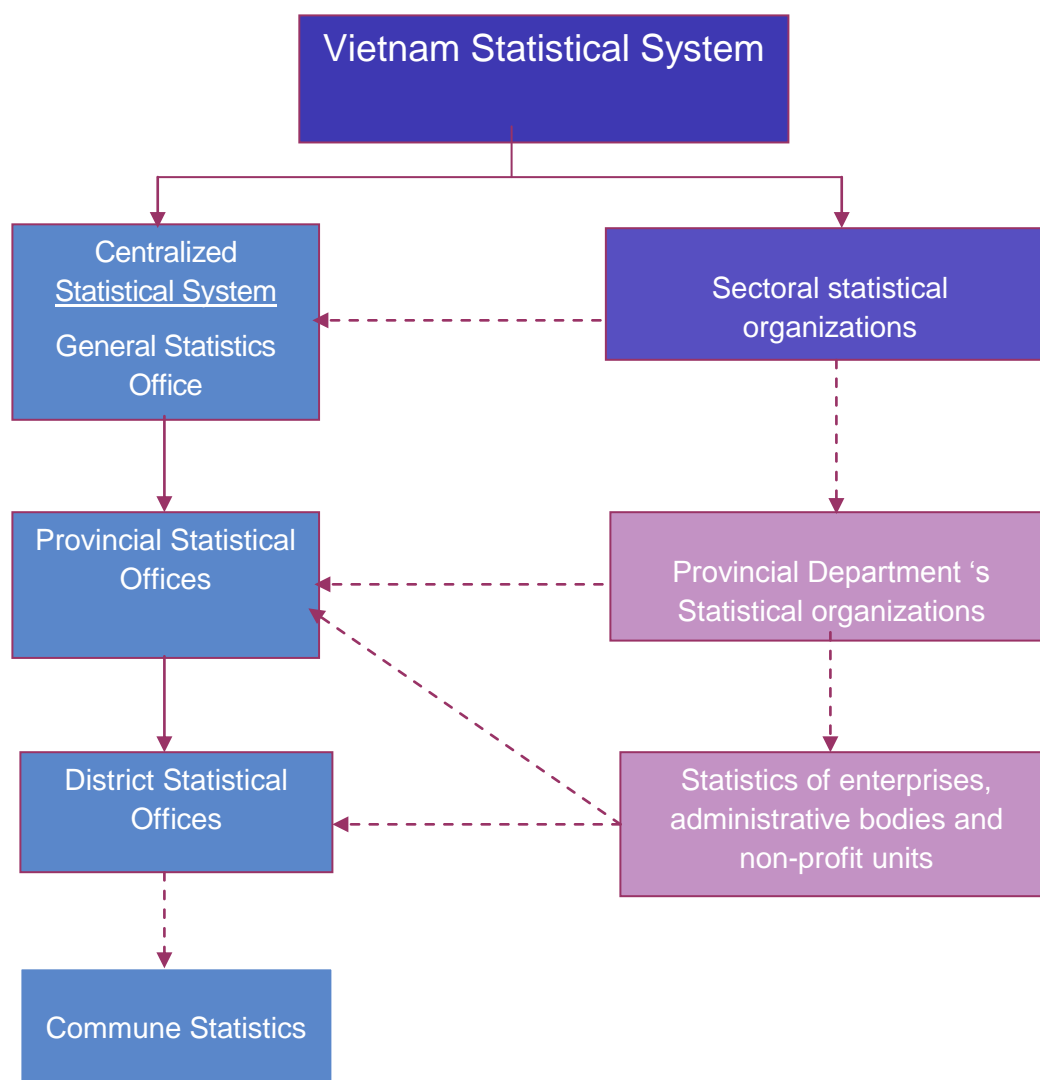 Vietnam Statistical System
Centralized
Statistical System
General Statistics
Office
Sectoral statistical
organizations
Provincial Statistical
Offices
Provincial Department ‘s
Statistical organizations
District Statistical
Offices
Statistics of enterprises,
administrative bodies and
non-profit units
Commune Statistics